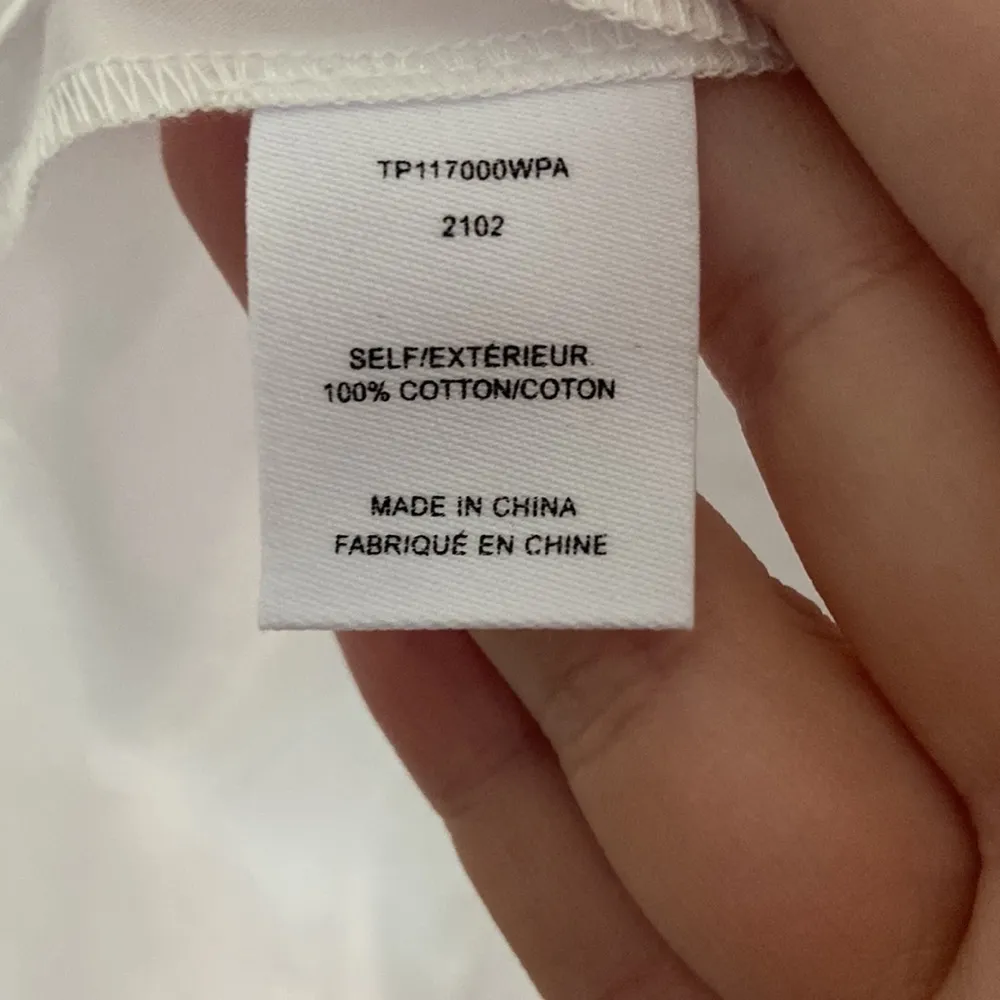 TP117000WPA
2102
SELF/EXTÉRIEUR
100% COTTON/COTON
MADE IN CHINA
FABRIQUÉ EN CHINE